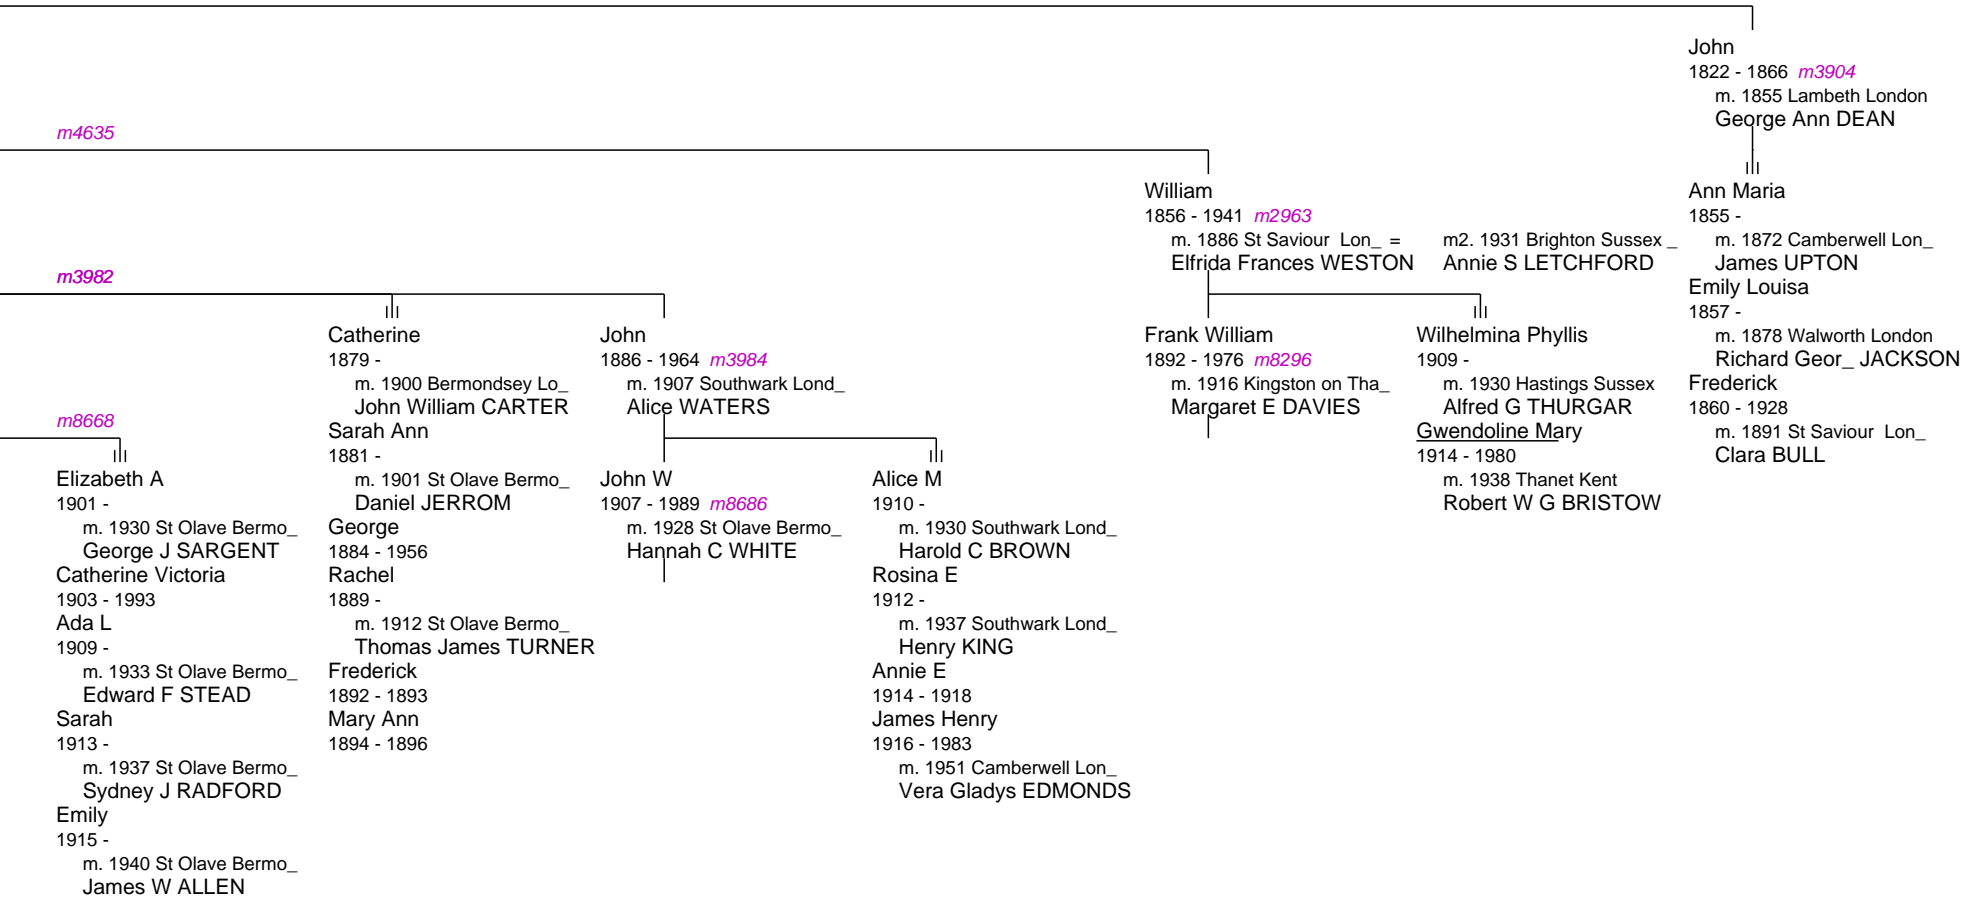 John
1822 - 1866 m3904
m. 1855 Lambeth London
George Ann DEAN
m4635
William
1856 - 1941 m2963
m. 1886 St Saviour Lon_ =
Elfrida Frances WESTON
m2. 1931 Brighton Sussex _
Annie S LETCHFORD
Ann Maria
1855 -
m. 1872 Camberwell Lon_
James UPTON
Emily Louisa
1857 -
m. 1878 Walworth London
Richard Geor_ JACKSON
Frederick
1860 - 1928
m. 1891 St Saviour Lon_
Clara BULL
m3982
Catherine
1879 -
m. 1900 Bermondsey Lo_
John William CARTER
Sarah Ann
1881 -
m. 1901 St Olave Bermo_
Daniel JERROM
George
1884 - 1956
Rachel
1889 -
m. 1912 St Olave Bermo_
Thomas James TURNER
Frederick
1892 - 1893
Mary Ann
1894 - 1896
John
1886 - 1964 m3984
m. 1907 Southwark Lond_
Alice WATERS
Frank William
1892 - 1976 m8296
m. 1916 Kingston on Tha_
Margaret E DAVIES
Wilhelmina Phyllis
1909 -
m. 1930 Hastings Sussex
Alfred G THURGAR
Gwendoline Mary
1914 - 1980
m. 1938 Thanet Kent
Robert W G BRISTOW
m8668
Elizabeth A
1901 -
m. 1930 St Olave Bermo_
George J SARGENT
Catherine Victoria
1903 - 1993
Ada L
1909 -
m. 1933 St Olave Bermo_
Edward F STEAD
Sarah
1913 -
m. 1937 St Olave Bermo_
Sydney J RADFORD
Emily
1915 -
m. 1940 St Olave Bermo_
James W ALLEN
John W
1907 - 1989 m8686
m. 1928 St Olave Bermo_
Hannah C WHITE
Alice M
1910 -
m. 1930 Southwark Lond_
Harold C BROWN
Rosina E
1912 -
m. 1937 Southwark Lond_
Henry KING
Annie E
1914 - 1918
James Henry
1916 - 1983
m. 1951 Camberwell Lon_
Vera Gladys EDMONDS